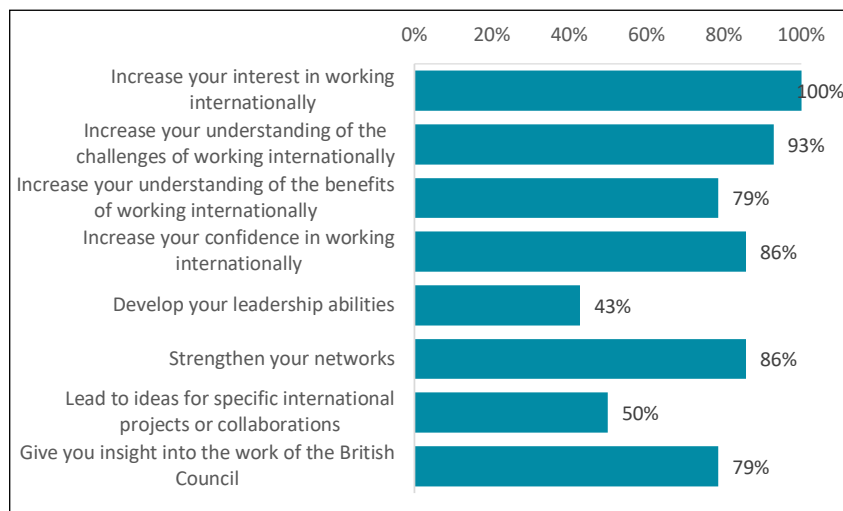 0% 20% 40% 60% 80% 100%
Increase your interest in working
internationally
100%
Increase your understanding of the
challenges of working internationally
93%
Increase your understanding of the benefits
of working internationally
79%
Increase your confidence in working
internationally
86%
Develop your leadership abilities
43%
Strengthen your networks
86%
Lead to ideas for specific international
projects or collaborations
50%
Give you insight into the work of the British
Council
79%